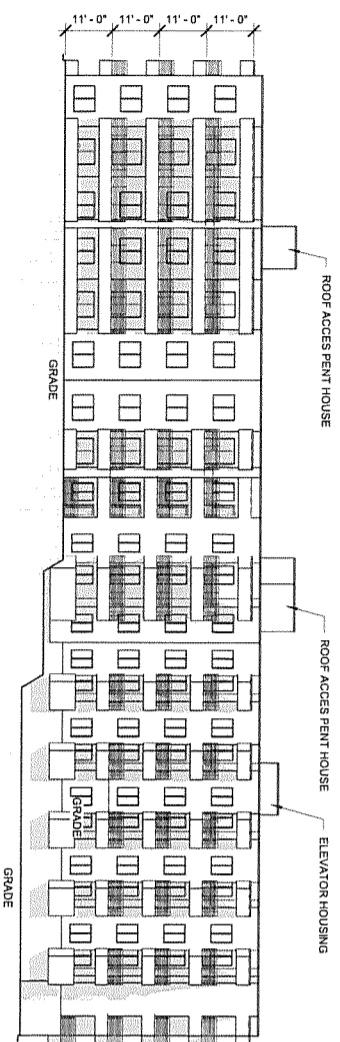 11' - 0" 11' - 0" 11' - 0" 11' - 0"
ROOF ACCES PENT HOUSE
ROOF ACCES PENT HOUSE
ELEVATOR HOUSING
GRADE
GRADE
GRADE